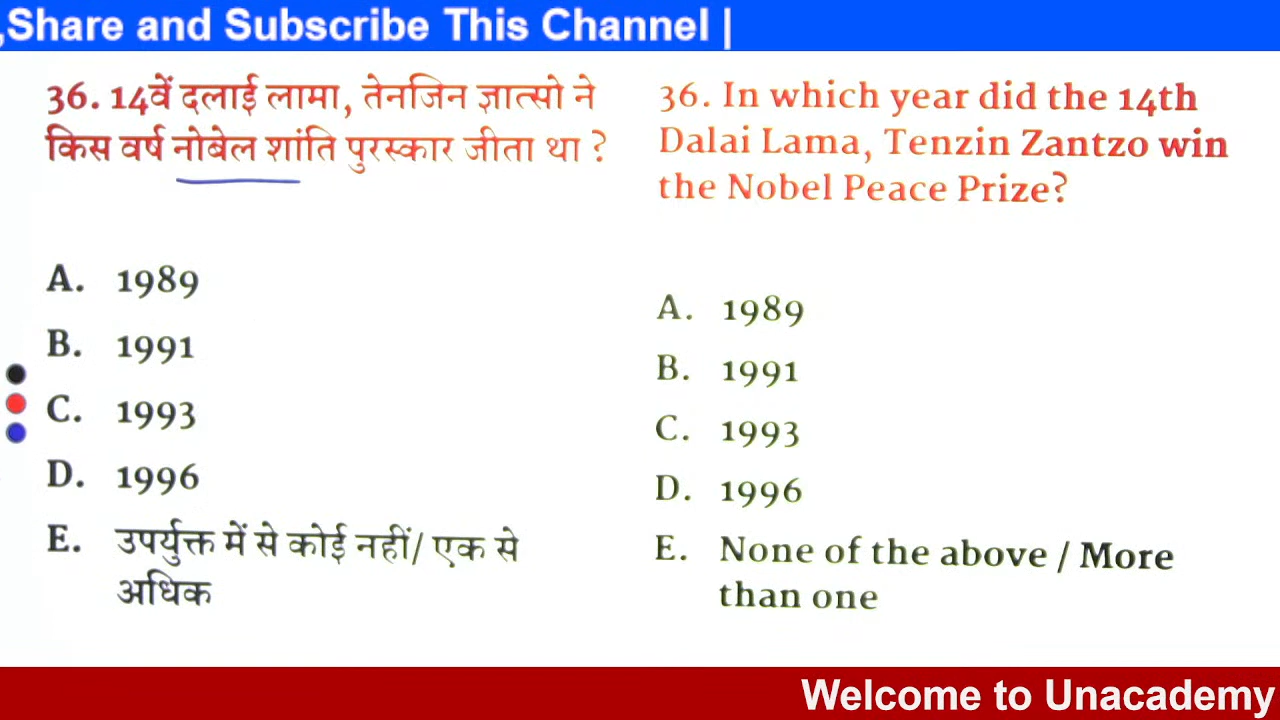 ,Share and Subscribe This Channel |
36. 14वें दलाई लामा, तेनजिन ज्ञात्सो ने
किस वर्ष नोबेल शांति पुरस्कार जीता था ?
A. 1989
B. 1991
C. 1993
D. 1996
E. उपर्युक्त में से कोई नहीं/ एक से
अधिक
36. In which year did the 14th
Dalai Lama, Tenzin Zantzo win
the Nobel Peace Prize?
A. 1989
B. 1991
C. 1993
D. 1996
E. None of the above / More
than one
Welcome to Unacademy